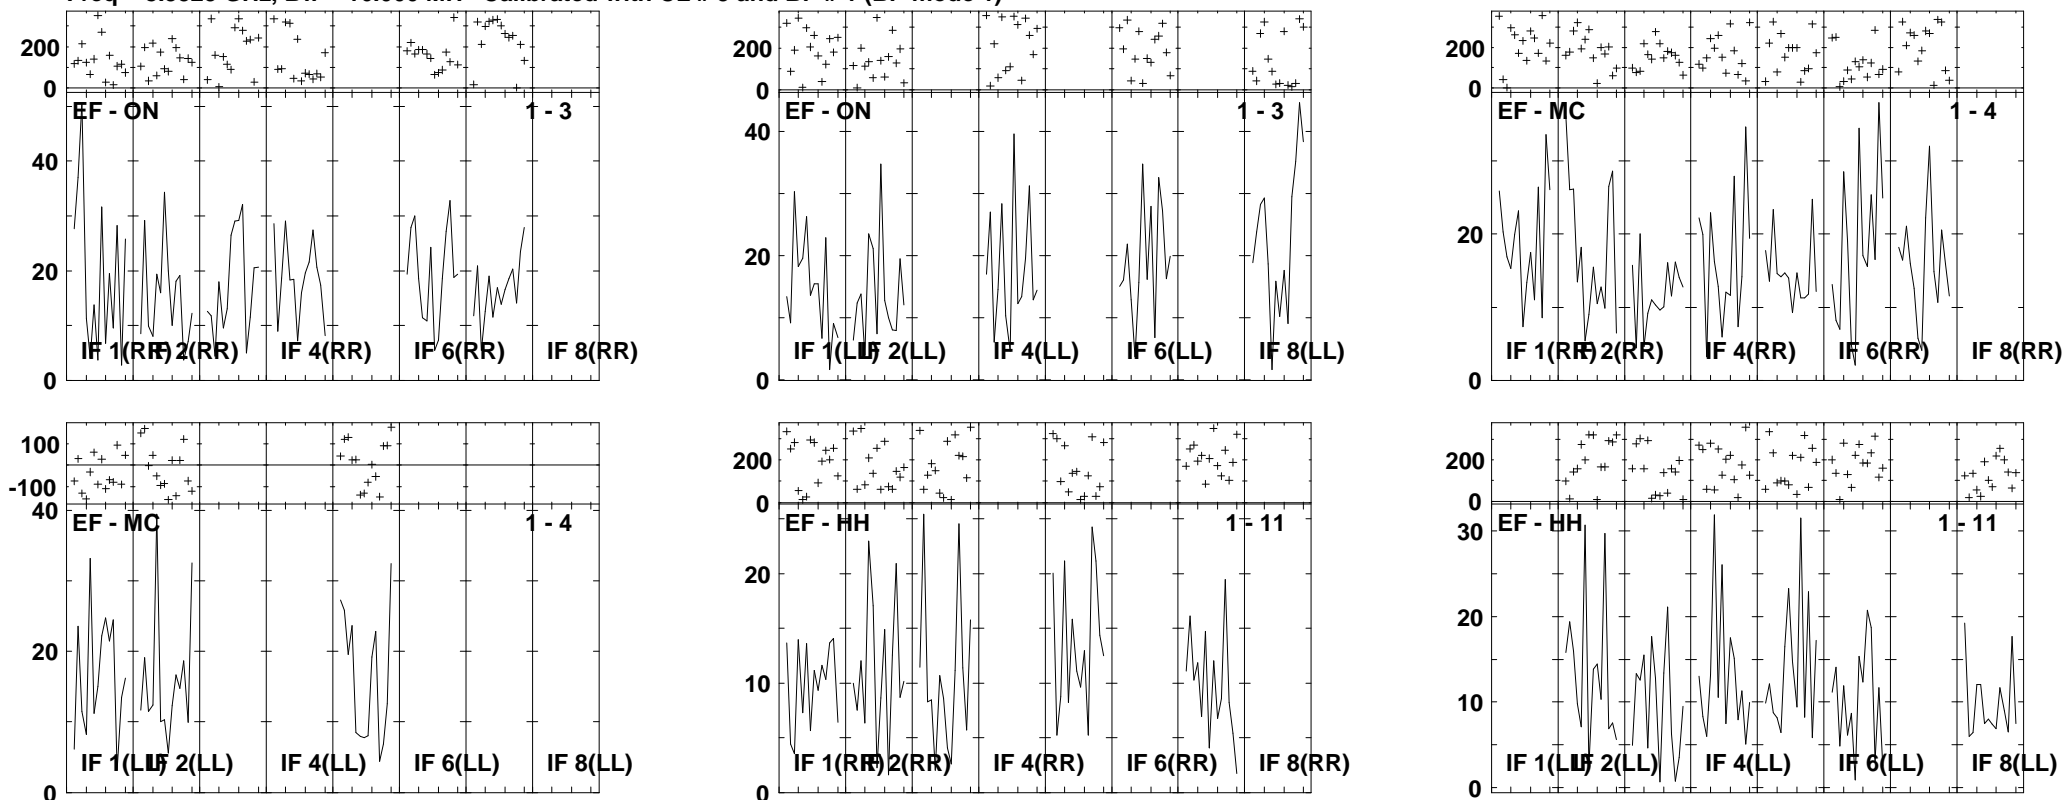 200
0
EF - ON 1 - 3
40
20
0
IF 1(RR) IF 2(RR) IF 4(RR) IF 6(RR) IF 8(RR)
200
0
EF - ON 1 - 3
40
20
0
IF 1(LL) IF 2(LL) IF 4(LL) IF 6(LL) IF 8(LL)
200
0
EF - MC 1 - 4
20
0
IF 1(RR) IF 2(RR) IF 4(RR) IF 6(RR) IF 8(RR)
100
-100
40
EF - MC 1 - 4
20
0
IF 1(LL) IF 2(LL) IF 4(LL) IF 6(LL) IF 8(LL)
200
0
EF - HH 1 - 11
20
10
0
IF 1(RR) IF 2(RR) IF 4(RR) IF 6(RR) IF 8(RR)
200
0
EF - HH 1 - 11
30
20
10
0
IF 1(LL) IF 2(LL) IF 4(LL) IF 6(LL) IF 8(LL)